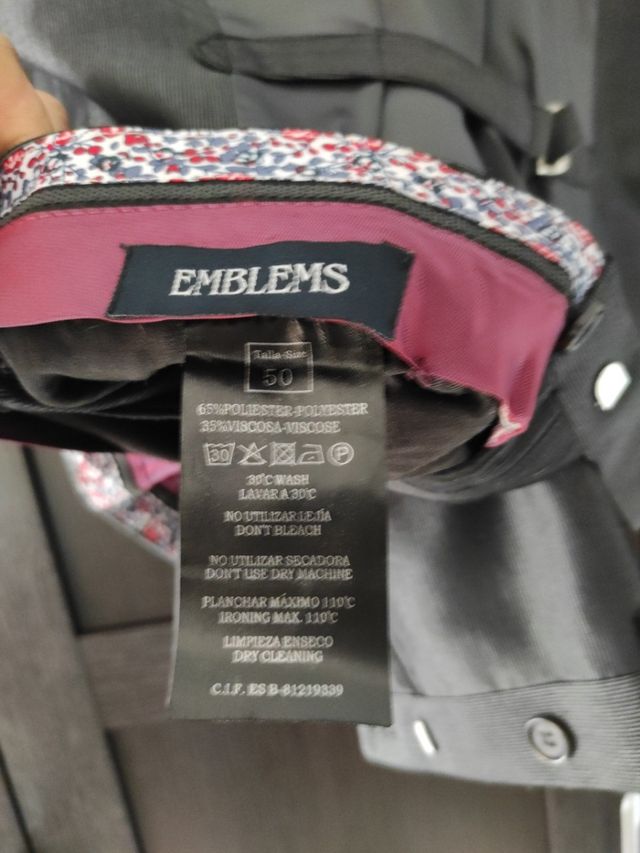 EMBLEMS
Talla-Size
50
65%POLIESTER-POLYESTER
35%VISCOSA-VISCOSE
30 P
30°C WASH
LAVAR A 30°C
NO UTILIZAR LEJÍA
DON'T BLEACH
NO UTILIZAR SECADORA
DON'T USE DRY MACHINE
PLANCHAR MÁXIMO 110°C
IRONING MAX. 110°C
LIMPIEZA ENSECO
DRY CLEANING
C.I.F. ES B-81219339